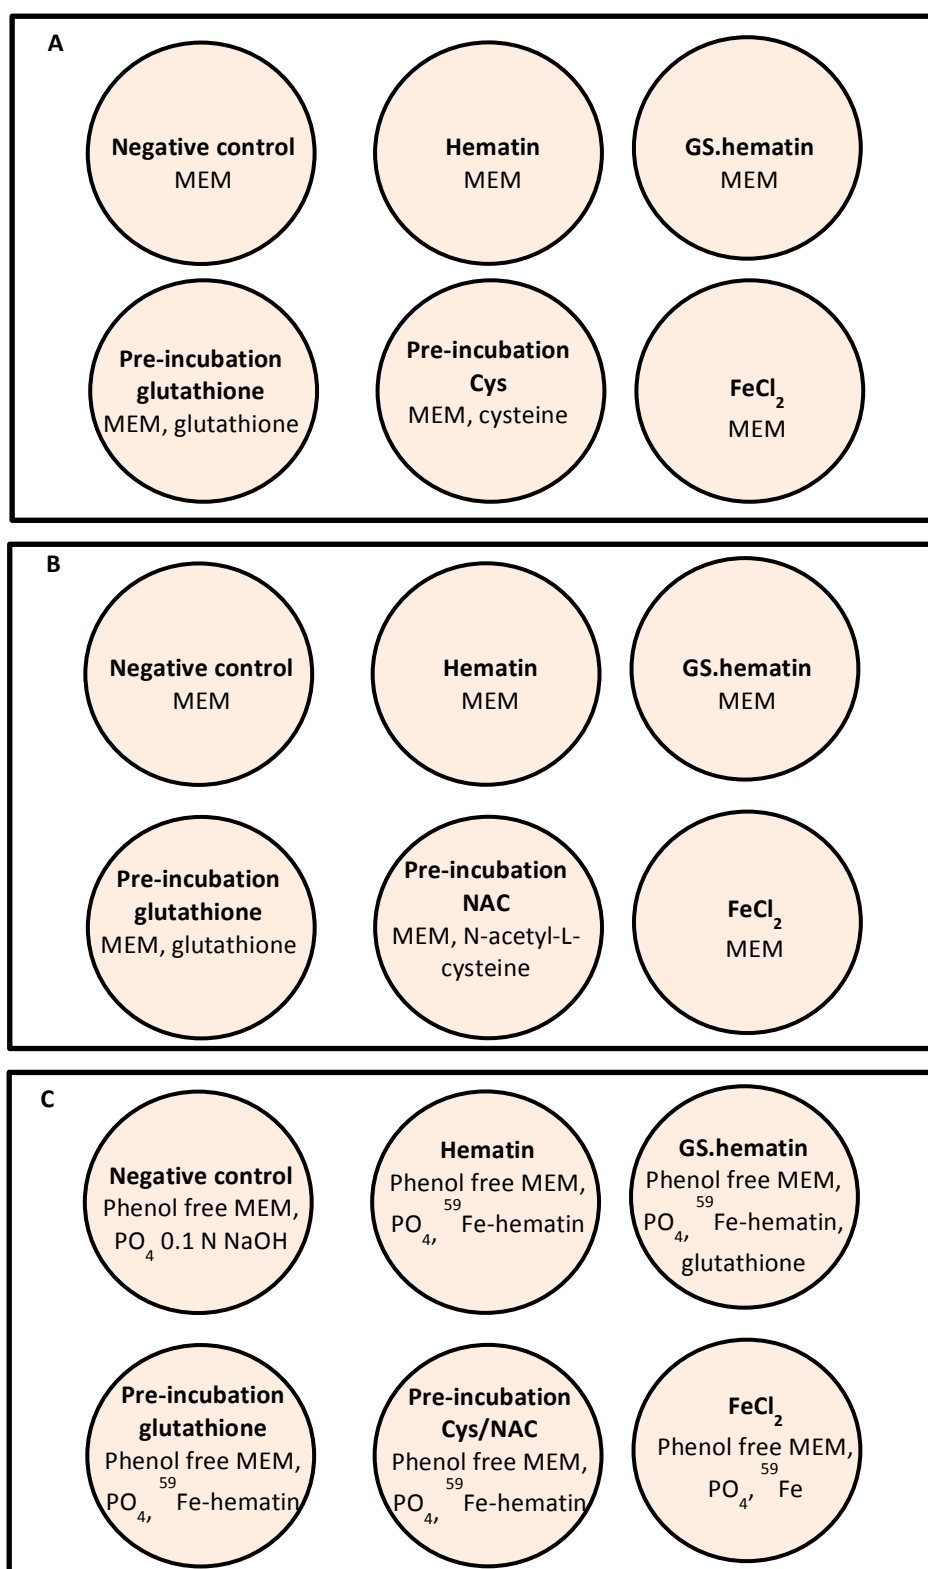 A
Negative control
MEM
Hematin
MEM
GS.hematin
MEM
Pre-incubation
glutathione
MEM, glutathione
Pre-incubation
Cys
MEM, cysteine
FeCl₂
MEM
B
Negative control
MEM
Hematin
MEM
GS.hematin
MEM
Pre-incubation
glutathione
MEM, glutathione
Pre-incubation
NAC
MEM, N-acetyl-L-
cysteine
FeCl₂
MEM
C
Negative control
Phenol free MEM,
PO₄ 0.1 N NaOH
Hematin
Phenol free MEM,
PO₄, ⁵⁹Fe-hematin
GS.hematin
Phenol free MEM,
PO₄, ⁵⁹Fe-hematin,
glutathione
Pre-incubation
glutathione
Phenol free MEM,
PO₄, ⁵⁹Fe-hematin
Pre-incubation
Cys/NAC
Phenol free MEM,
PO₄, ⁵⁹Fe-hematin
FeCl₂
Phenol free MEM,
PO₄, ⁵⁹Fe